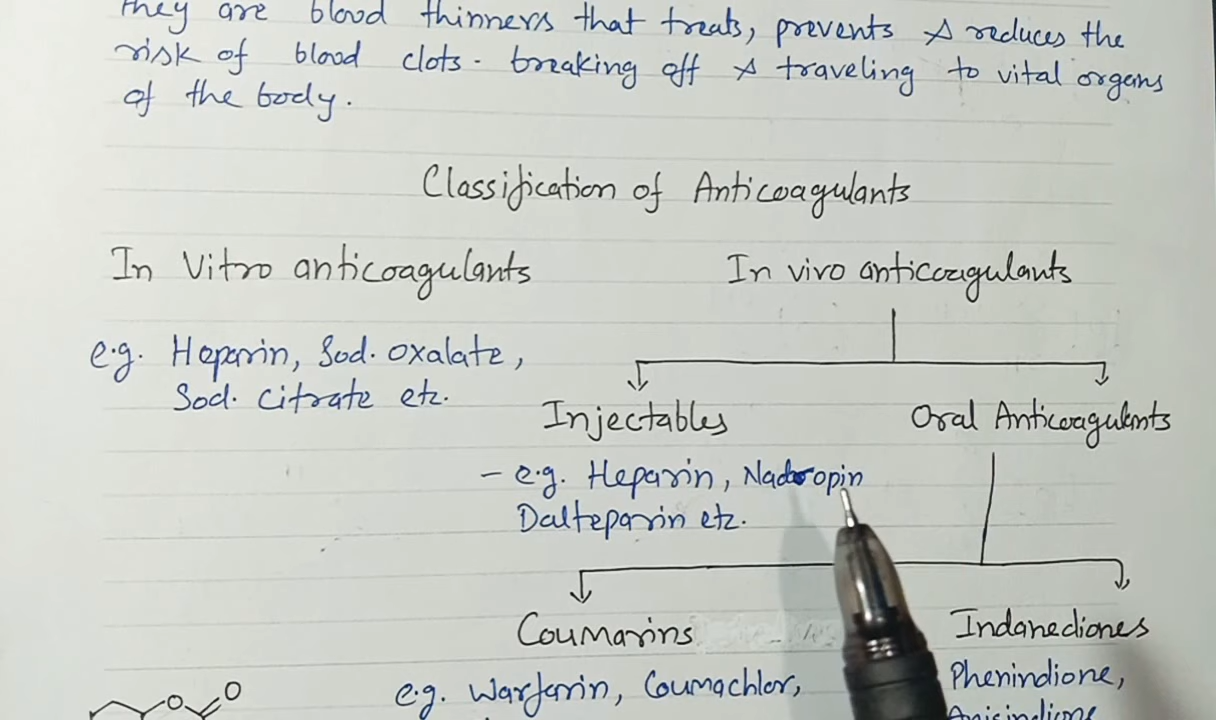 They are blood thinners that treats, prevents & reduces the
risk of blood clots. breaking off & traveling to vital organs
of the body.
Classification of Anticoagulants
In Vitro anticoagulants
In vivo anticoagulants
e.g. Heparin, Sod. oxalate,
Sod. citrate etc.
Injectables
Oral Anticoagulants
- e.g. Heparin, Nadropin
Dalteparin etc.
Coumarins
Indanediones
e.g. Warfarin, Coumachlor,
Phenindione,
Anisindione
O
O